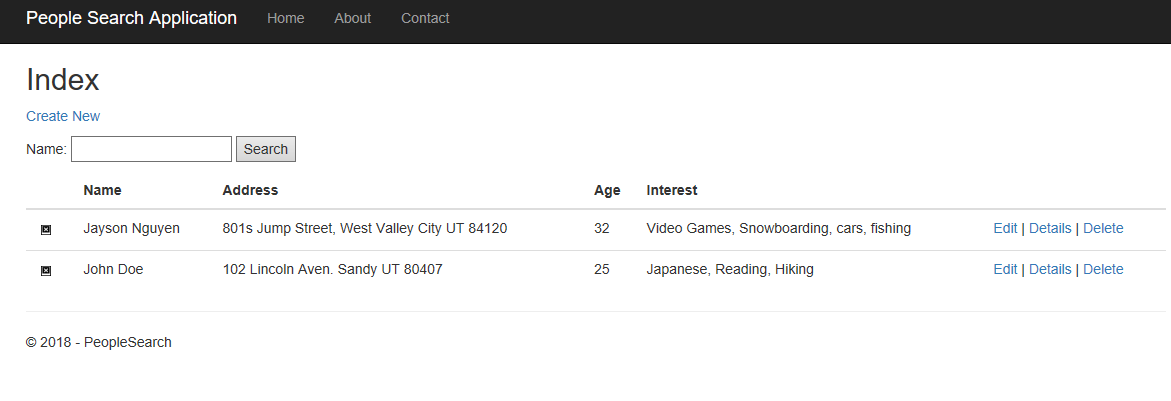 People Search Application Home About Contact
Index
Create New
Name: Search
Name Address Age Interest
Jayson Nguyen 801s Jump Street, West Valley City UT 84120 32 Video Games, Snowboarding, cars, fishing Edit | Details | Delete
John Doe 102 Lincoln Aven. Sandy UT 80407 25 Japanese, Reading, Hiking Edit | Details | Delete
© 2018 - PeopleSearch